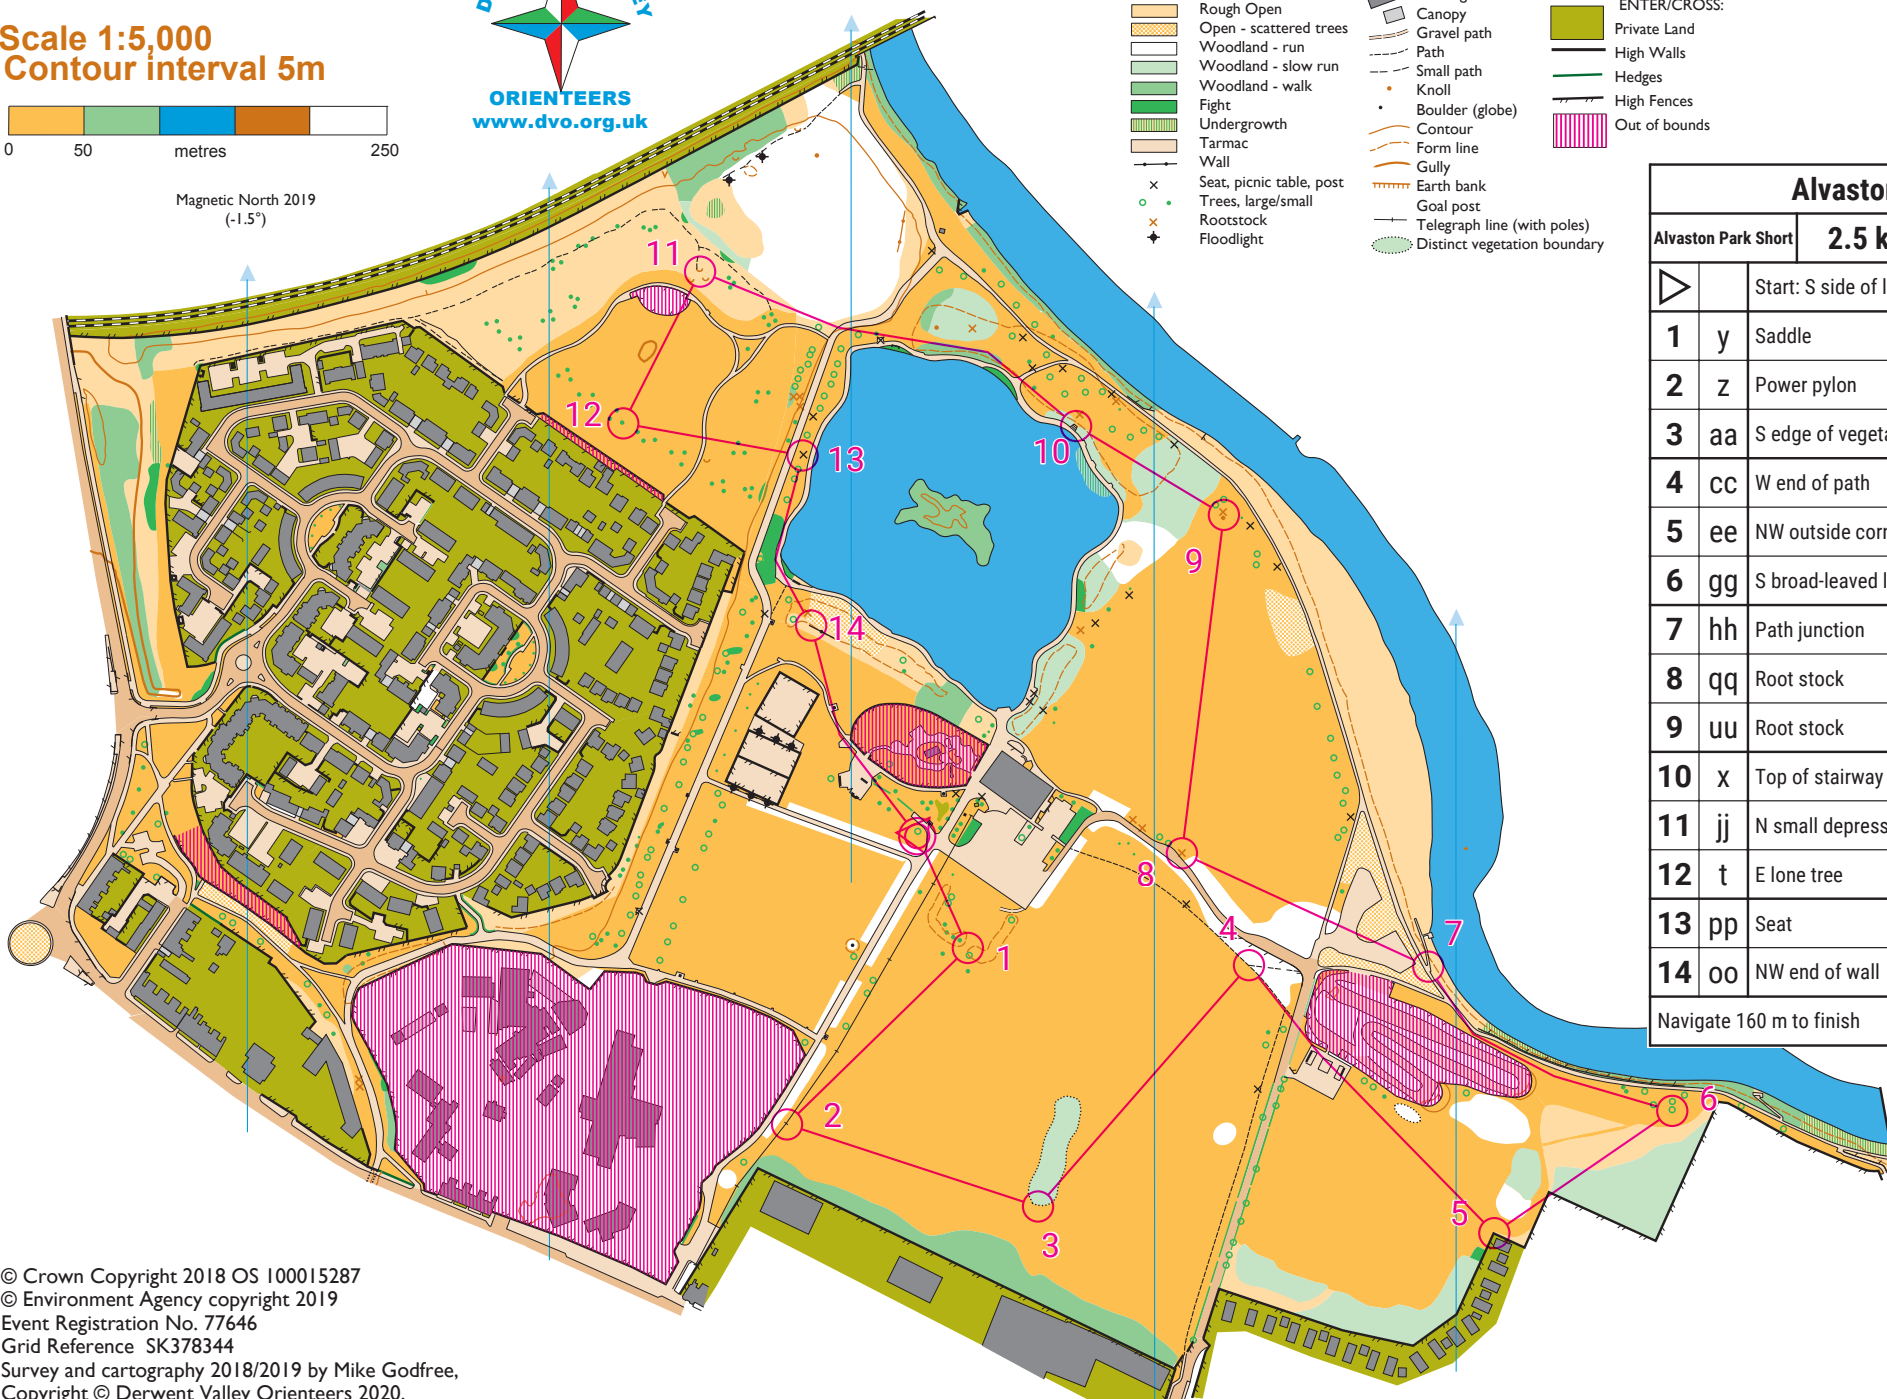 Scale 1:5,000
Contour interval 5m
0 50 metres 250
Magnetic North 2019
(-1.5°)
ORIENTEERS
www.dvo.org.uk
Rough Open
Open - scattered trees
Woodland - run
Woodland - slow run
Woodland - walk
Fight
Undergrowth
Tarmac
Wall
Seat, picnic table, post
Trees, large/small
Rootstock
Floodlight
Canopy
Gravel path
Path
Small path
Knoll
Boulder (globe)
Contour
Form line
Gully
Earth bank
Goal post
Telegraph line (with poles)
Distinct vegetation boundary
ENTER/CROSS:
Private Land
High Walls
Hedges
High Fences
Out of bounds
Alvaston
Alvaston Park Short 2.5 k
Start: S side of l
1 y Saddle
2 z Power pylon
3 aa S edge of vegeta
4 cc W end of path
5 ee NW outside corn
6 gg S broad-leaved l
7 hh Path junction
8 qq Root stock
9 uu Root stock
10 x Top of stairway
11 jj N small depress
12 t E lone tree
13 pp Seat
14 oo NW end of wall
Navigate 160 m to finish
11
12
13
10
9
14
8
4
7
1
2
6
5
3
© Crown Copyright 2018 OS 100015287
© Environment Agency copyright 2019
Event Registration No. 77646
Grid Reference SK378344
Survey and cartography 2018/2019 by Mike Godfree,
Copyright © Derwent Valley Orienteers 2020.